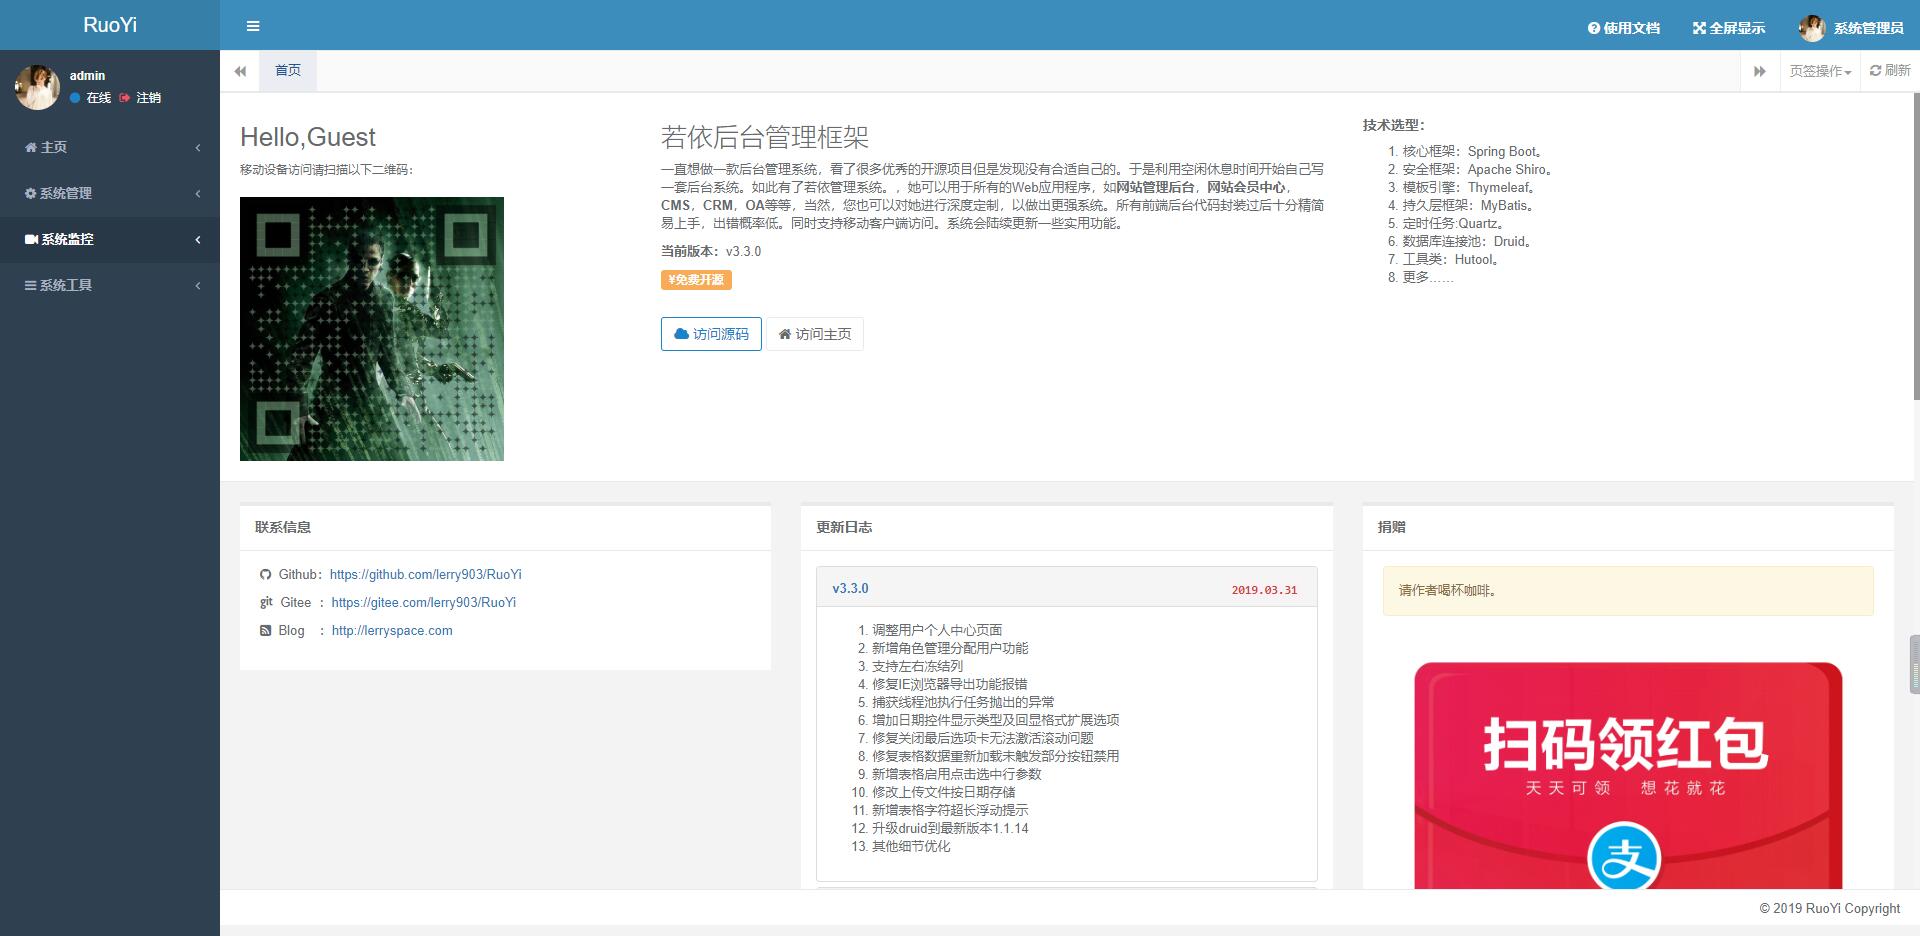 RuoYi
使用文档
全屏显示
系统管理员
admin
在线 注销
主页
系统管理
系统监控
系统工具
首页
页签操作
刷新
Hello,Guest
移动设备访问请扫描以下二维码：
若依后台管理框架
一直想做一款后台管理系统，看了很多优秀的开源项目但是发现没有合适自己的。于是利用空闲休息时间开始自己写
一套后台系统。如此有了若依管理系统。，她可以用于所有的Web应用程序，如网站管理后台，网站会员中心，
CMS，CRM，OA等等，当然，您也可以对她进行深度定制，以做出更强系统。所有前端后台代码封装过后十分精简
易上手，出错概率低。同时支持移动客户端访问。系统会陆续更新一些实用功能。
当前版本：v3.3.0
¥免费开源
访问源码
访问主页
技术选型：
1. 核心框架：Spring Boot。
2. 安全框架：Apache Shiro。
3. 模板引擎：Thymeleaf。
4. 持久层框架：MyBatis。
5. 定时任务:Quartz。
6. 数据库连接池：Druid。
7. 工具类：Hutool。
8. 更多……
联系信息
Github：https://github.com/lerry903/RuoYi
git Gitee ：https://gitee.com/lerry903/RuoYi
Blog ：http://lerryspace.com
更新日志
v3.3.0 2019.03.31
1. 调整用户个人中心页面
2. 新增角色管理分配用户功能
3. 支持左右冻结列
4. 修复IE浏览器导出功能报错
5. 捕获线程池执行任务抛出的异常
6. 增加日期控件显示类型及回显格式扩展选项
7. 修复关闭最后选项卡无法激活滚动问题
8. 修复表格数据重新加载未触发部分按钮禁用
9. 新增表格启用点击选中行参数
10. 修改上传文件按日期存储
11. 新增表格字符超长浮动提示
12. 升级druid到最新版本1.1.14
13. 其他细节优化
捐赠
请作者喝杯咖啡。
扫码领红包
天天可领 想花就花
支
© 2019 RuoYi Copyright